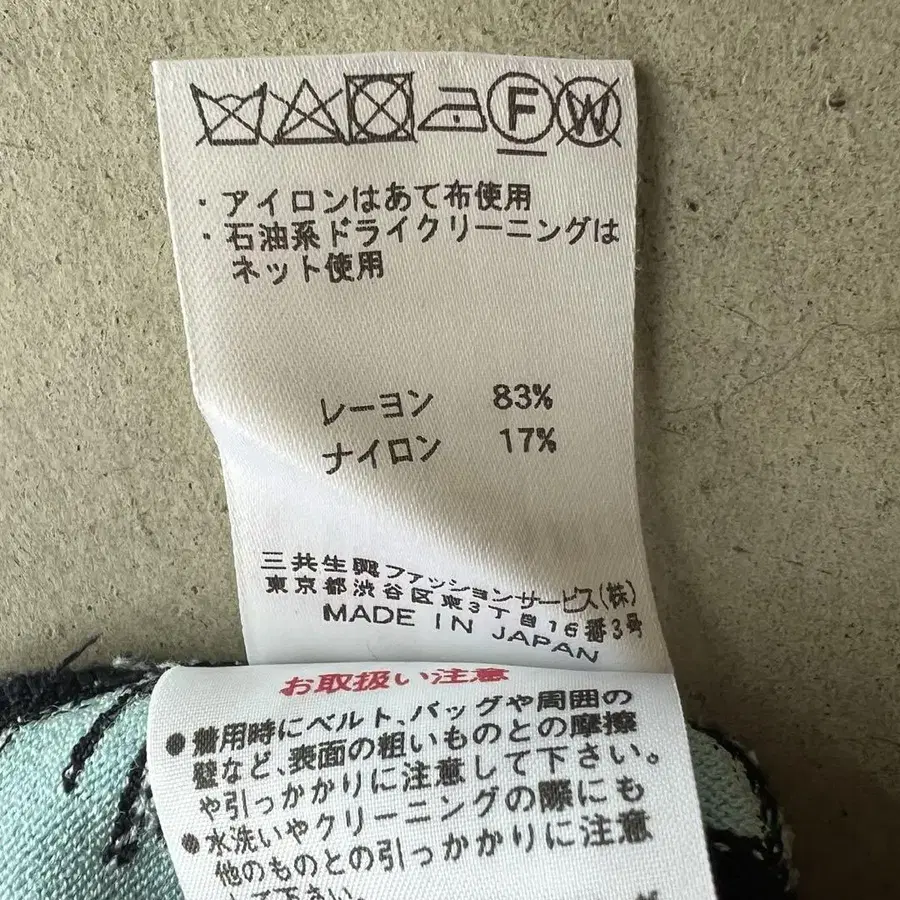 F W
・アイロンはあて布使用
・石油系ドライクリーニングは
ネット使用
レーヨン 83%
ナイロン 17%
三共生興ファッションサービス(株)
東京都渋谷区東3丁目16番3号
MADE IN JAPAN
お取扱い注意
●着用時にベルト、バッグや周囲の
壁など、表面の粗いものとの摩擦
や引っかかりに注意して下さい。
●水洗いやクリーニングの際にも
他のものとの引っかかりに注意
して下さい。